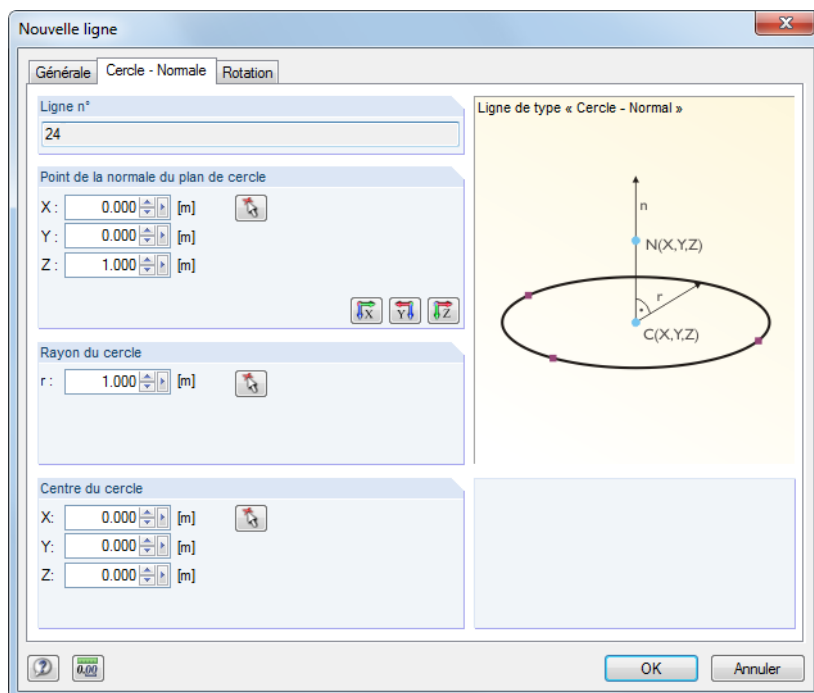 Nouvelle ligne
Générale
Cercle - Normale
Rotation
Ligne n°
24
Point de la normale du plan de cercle
X : 0.000 [m]
Y : 0.000 [m]
Z : 1.000 [m]
X
Y
Z
Rayon du cercle
r : 1.000 [m]
Centre du cercle
X: 0.000 [m]
Y: 0.000 [m]
Z: 0.000 [m]
Ligne de type « Cercle - Normal »
n
N(X,Y,Z)
r
C(X,Y,Z)
?
0.00
OK
Annuler